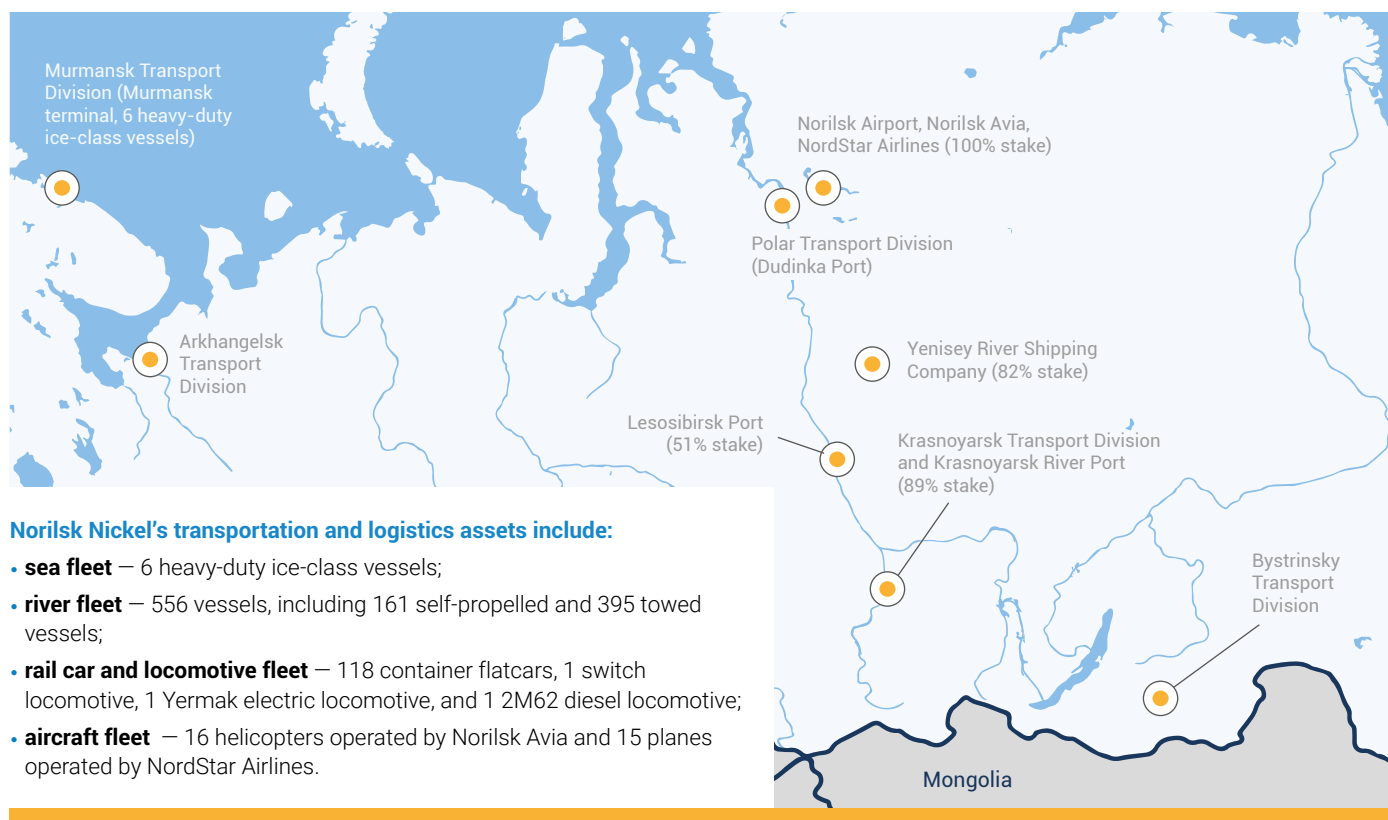 Murmansk Transport
Division (Murmansk
terminal, 6 heavy-duty
ice-class vessels)
Norilsk Airport, Norilsk Avia,
NordStar Airlines (100% stake)
Polar Transport Division
(Dudinka Port)
Arkhangelsk
Transport
Division
Yenisey River Shipping
Company (82% stake)
Lesosibirsk Port
(51% stake)
Krasnoyarsk Transport Division
and Krasnoyarsk River Port
(89% stake)
Bystrinsky
Transport
Division
Mongolia
Norilsk Nickel’s transportation and logistics assets include:
• sea fleet — 6 heavy-duty ice-class vessels;
• river fleet — 556 vessels, including 161 self-propelled and 395 towed
vessels;
• rail car and locomotive fleet — 118 container flatcars, 1 switch
locomotive, 1 Yermak electric locomotive, and 1 2M62 diesel locomotive;
• aircraft fleet — 16 helicopters operated by Norilsk Avia and 15 planes
operated by NordStar Airlines.